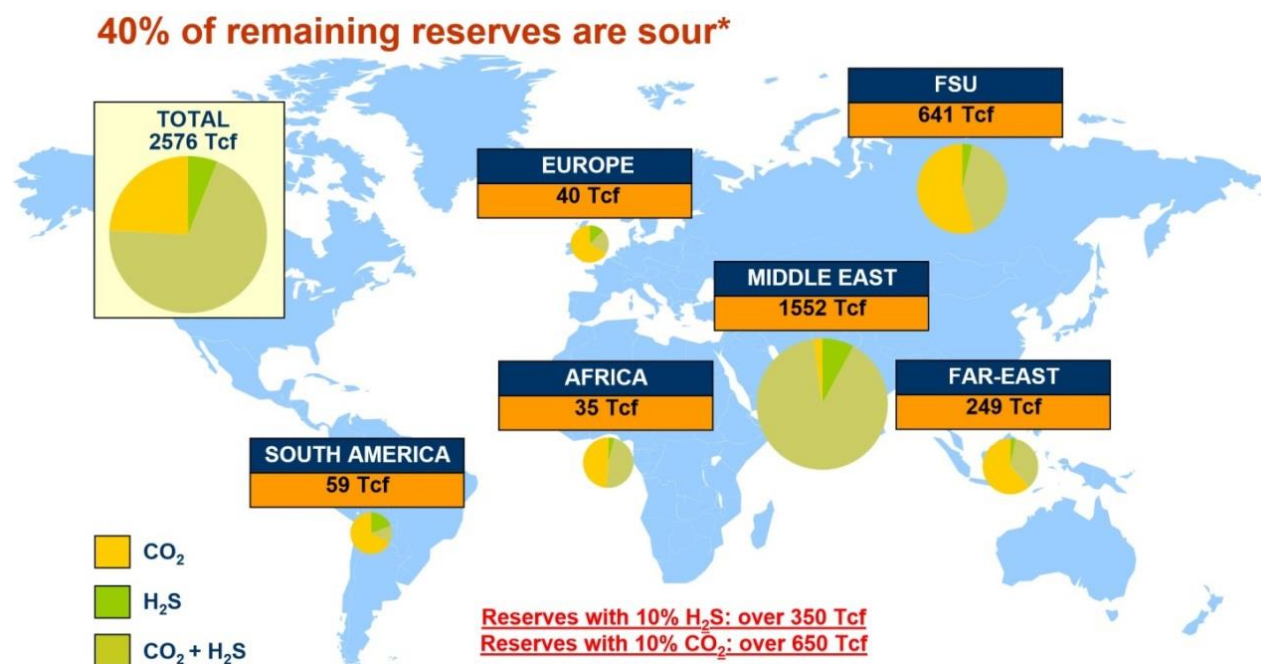 40% of remaining reserves are sour*
TOTAL
2576 Tcf
FSU
641 Tcf
EUROPE
40 Tcf
MIDDLE EAST
1552 Tcf
AFRICA
35 Tcf
FAR-EAST
249 Tcf
SOUTH AMERICA
59 Tcf
CO₂
H₂S
CO₂ + H₂S
Reserves with 10% H₂S: over 350 Tcf
Reserves with 10% CO₂: over 650 Tcf